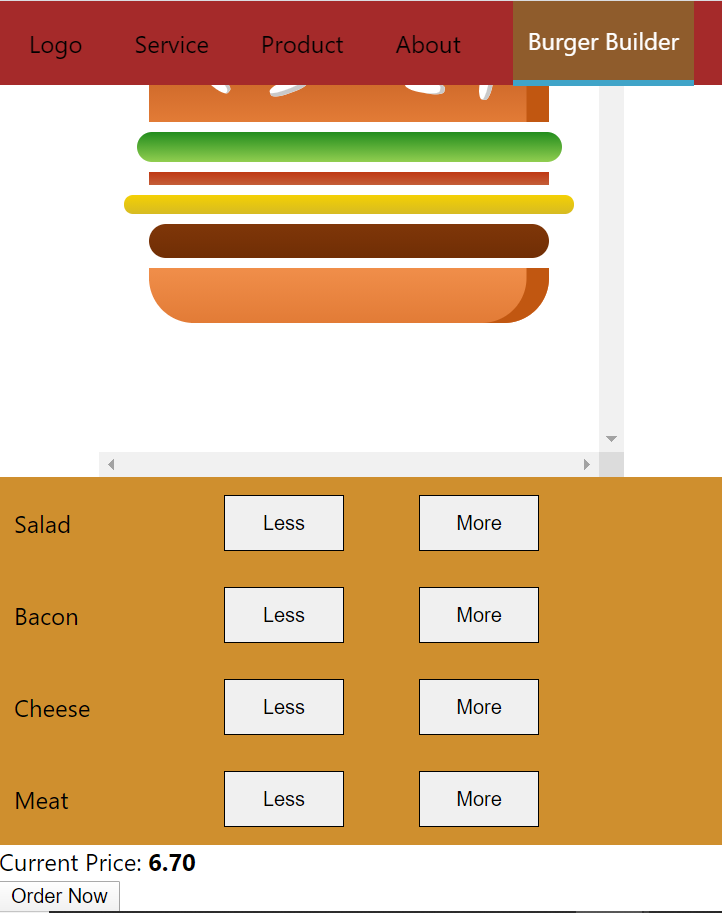 Logo Service Product About Burger Builder
Salad Less More
Bacon Less More
Cheese Less More
Meat Less More
Current Price: 6.70
Order Now